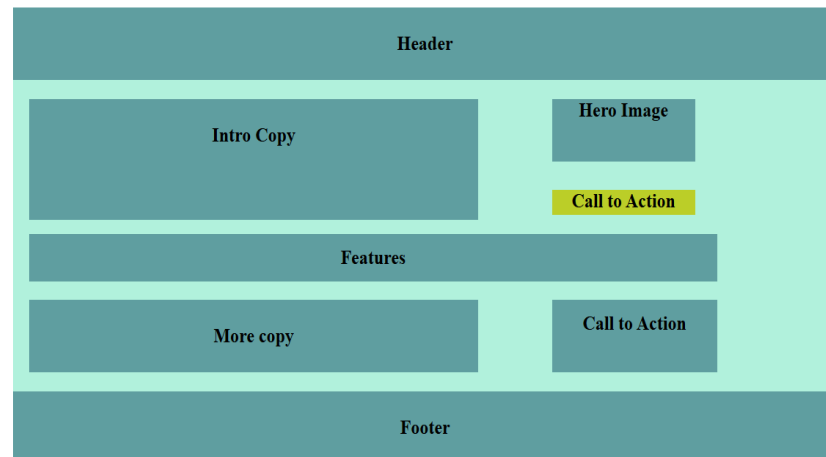 Header
Intro Copy
Hero Image
Call to Action
Features
More copy
Call to Action
Footer